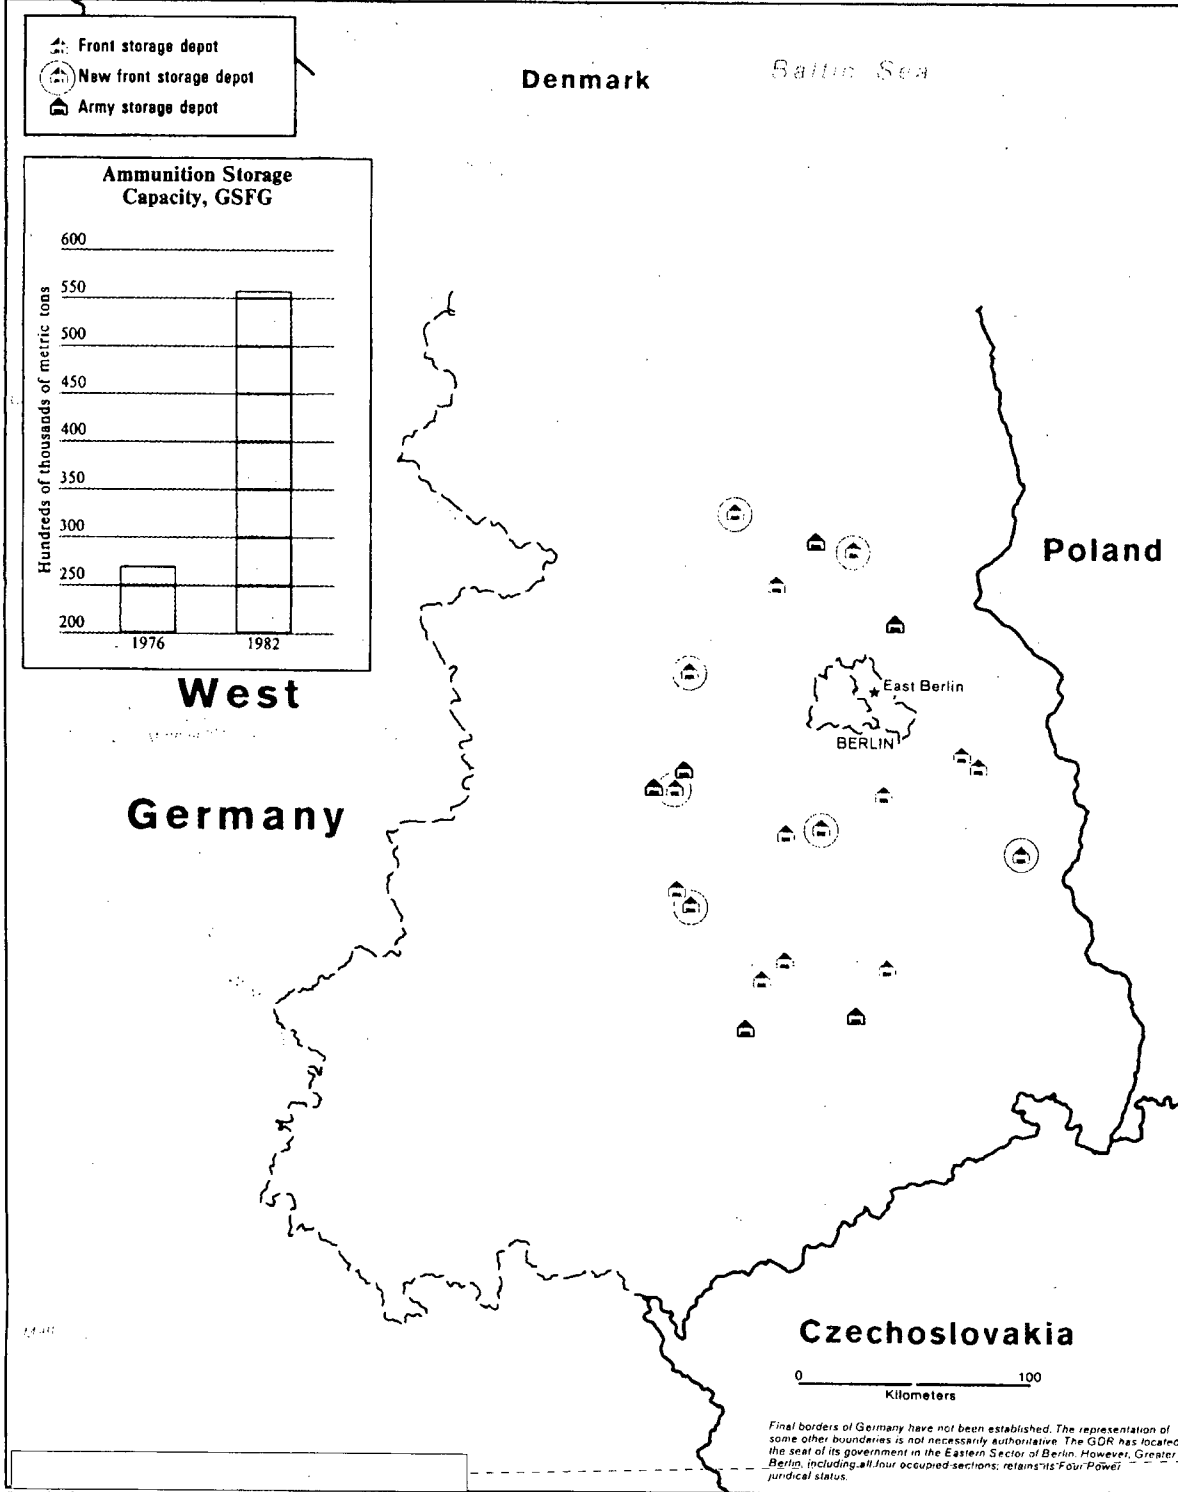 Front storage depot
New front storage depot
Army storage depot
Denmark
Baltic Sea
Ammunition Storage
Capacity, GSFG
Hundreds of thousands of metric tons
600
550
500
450
400
350
300
250
200
1976
1982
West
Germany
Poland
East Berlin
BERLIN
Czechoslovakia
0
100
Kilometers
Final borders of Germany have not been established. The representation of
some other boundaries is not necessarily authoritative. The GDR has located
the seat of its government in the Eastern Sector of Berlin. However, Greater
Berlin, including all four occupied sections; retains its Four Power
juridical status.